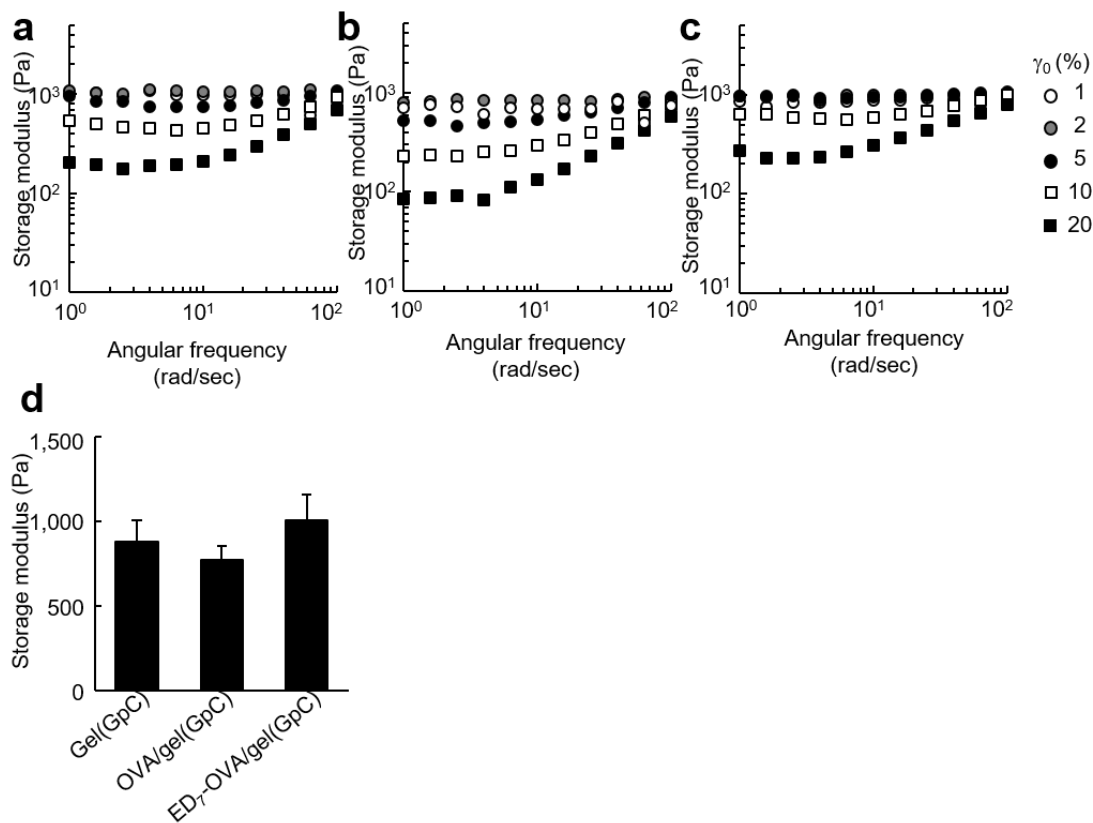 a
Storage modulus (Pa)
10³
10²
10¹
10⁰ 10¹ 10²
Angular frequency
(rad/sec)
b
Storage modulus (Pa)
10³
10²
10¹
10⁰ 10¹ 10²
Angular frequency
(rad/sec)
c
Storage modulus (Pa)
10³
10²
10¹
10⁰ 10¹ 10²
Angular frequency
(rad/sec)
γ₀ (%)
1
2
5
10
20
d
Storage modulus (Pa)
1,500
1,000
500
0
Gel(GpC)
OVA/gel(GpC)
ED₇-OVA/gel(GpC)